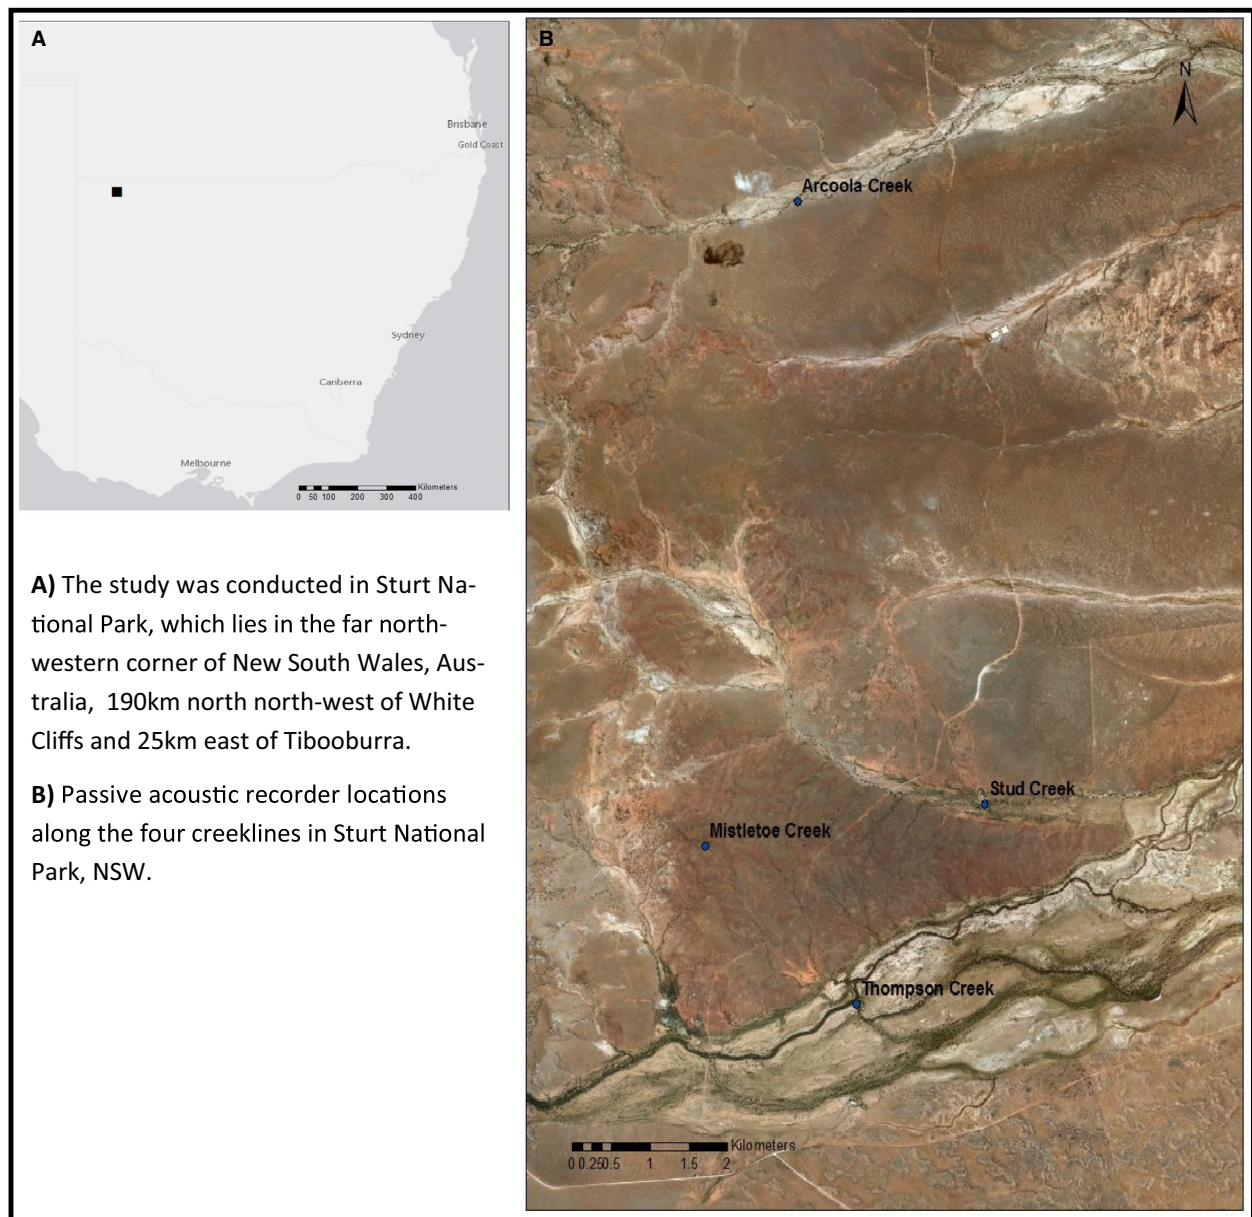 A
Brisbane
Gold Coast
Sydney
Canberra
Melbourne
Kilometers
0 50 100 200 300 400
A) The study was conducted in Sturt Na-
tional Park, which lies in the far north-
western corner of New South Wales, Aus-
tralia, 190km north north-west of White
Cliffs and 25km east of Tibooburra.
B) Passive acoustic recorder locations
along the four creeklines in Sturt National
Park, NSW.
B
N
Arcoola Creek
Stud Creek
Mistletoe Creek
Thompson Creek
Kilometers
0 0.250.5 1 1.5 2